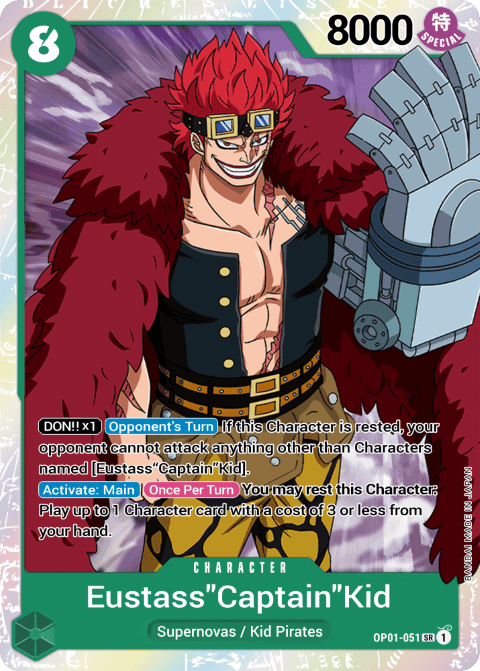 8
8000
特
SPECIAL
DON!! ×1 Opponent's Turn If this Character is rested, your
opponent cannot attack anything other than Characters
named [Eustass“Captain”Kid].
Activate: Main Once Per Turn You may rest this Character:
Play up to 1 Character card with a cost of 3 or less from
your hand.
BANDAI MADE IN JAPAN
CHARACTER
Eustass"Captain"Kid
Supernovas / Kid Pirates
OP01-051 SR 1